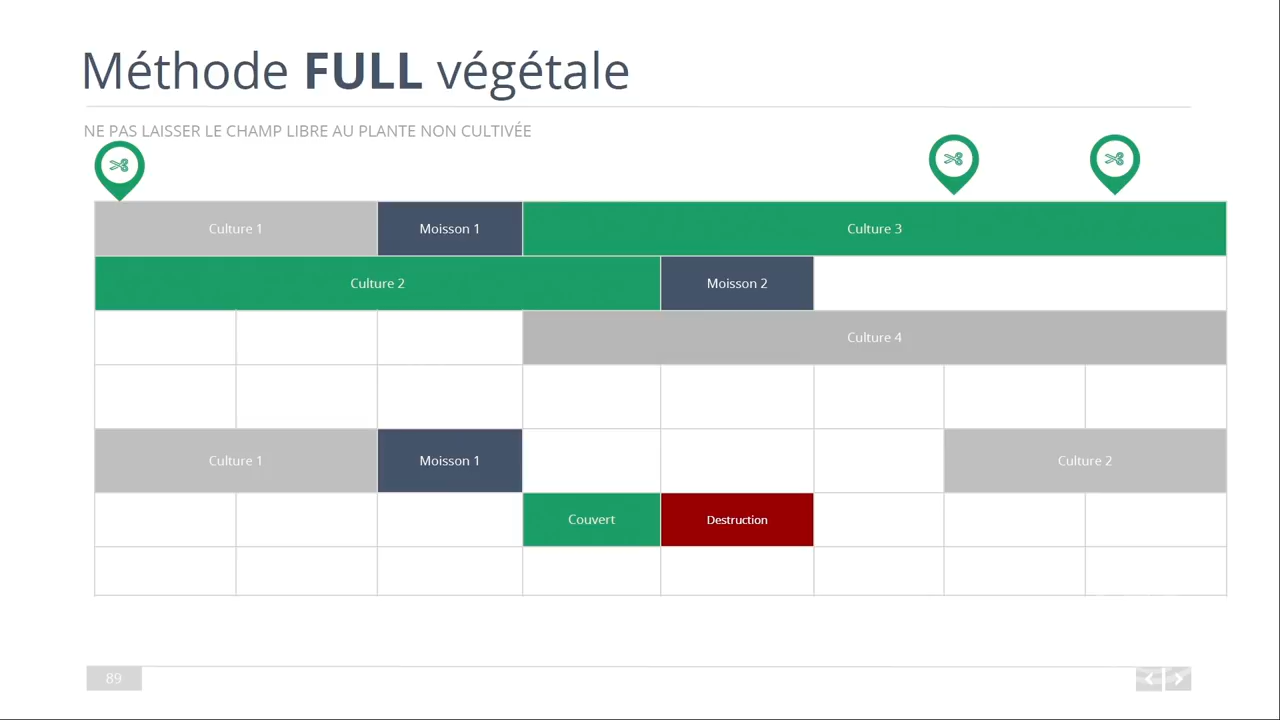 Méthode FULL végétale
NE PAS LAISSER LE CHAMP LIBRE AU PLANTE NON CULTIVÉE
Culture 1
Moisson 1
Culture 3
Culture 2
Moisson 2
Culture 4
Culture 1
Moisson 1
Culture 2
Couvert
Destruction
89